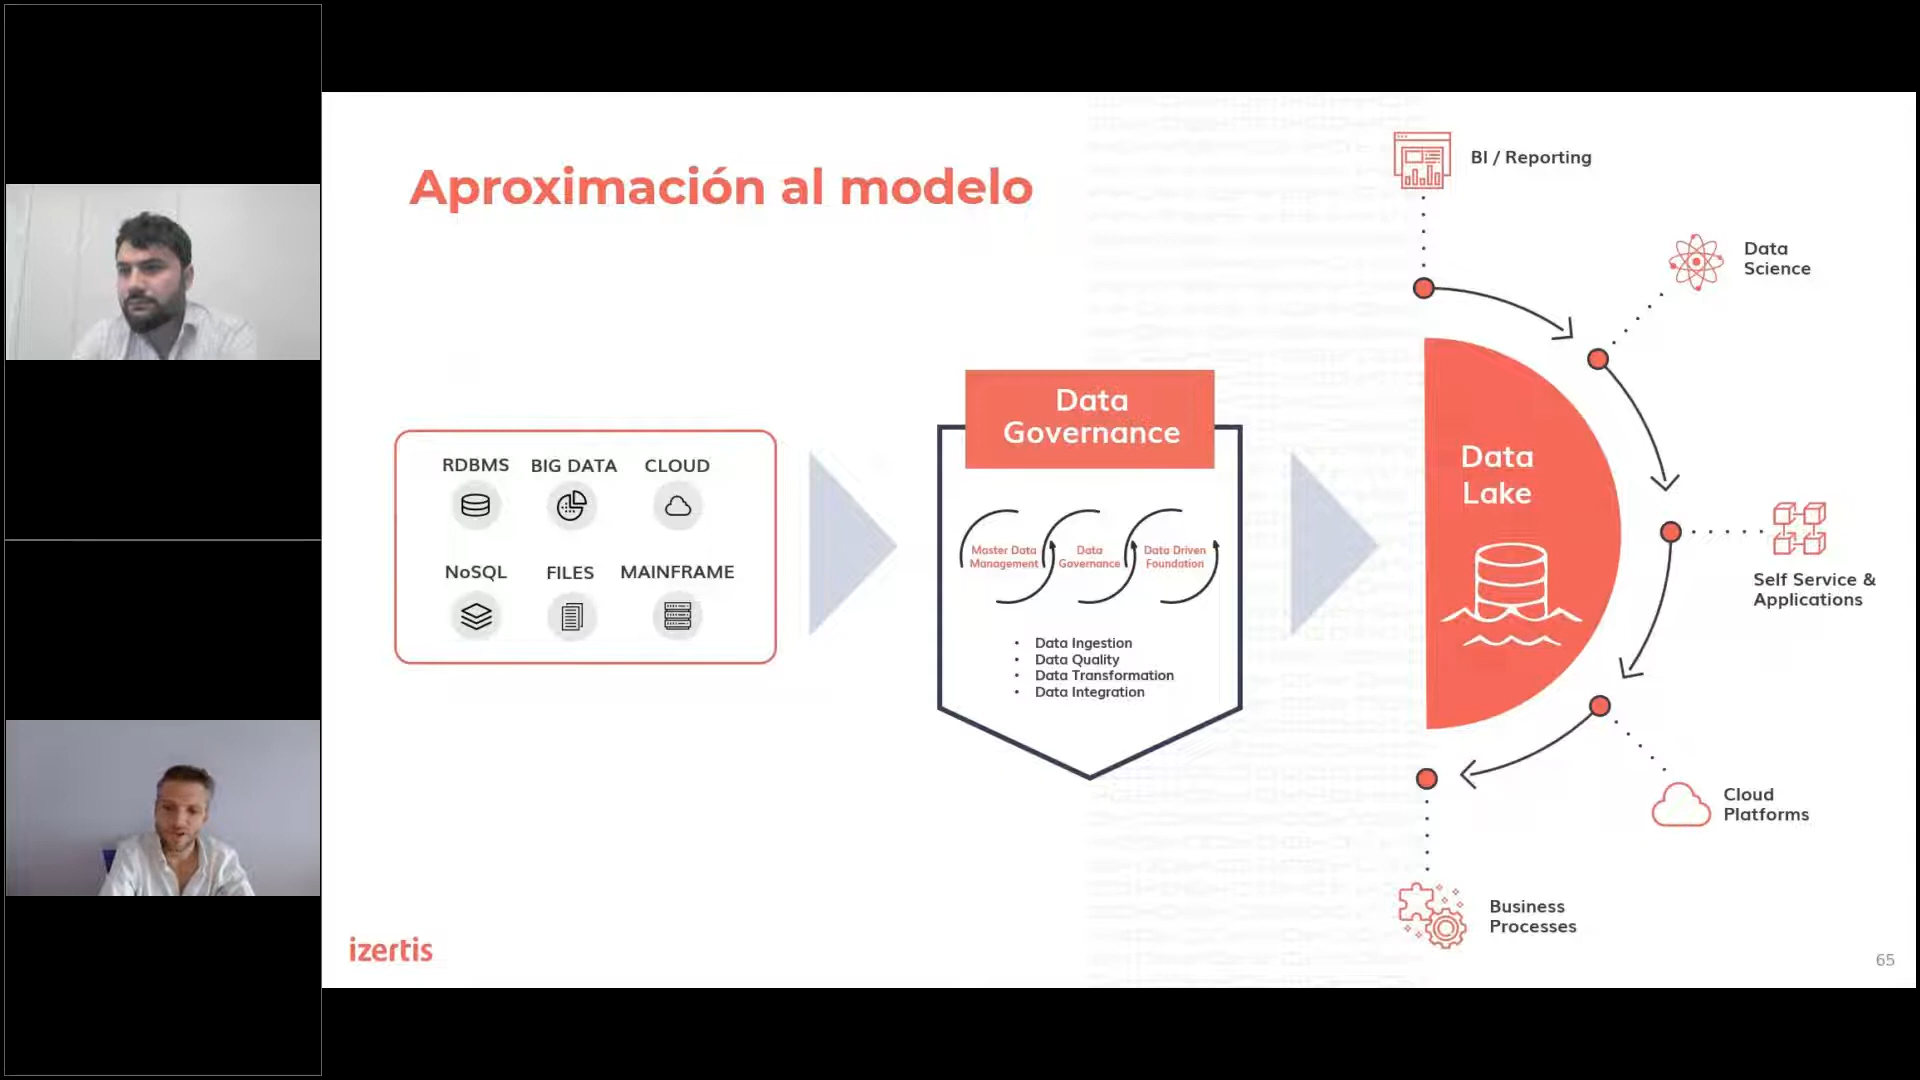 Aproximación al modelo
RDBMS BIG DATA CLOUD
NoSQL FILES MAINFRAME
Data
Governance
Master Data
Management
Data
Governance
Data Driven
Foundation
• Data Ingestion
• Data Quality
• Data Transformation
• Data Integration
Data
Lake
BI / Reporting
Data
Science
Self Service &
Applications
Cloud
Platforms
Business
Processes
izertis
65